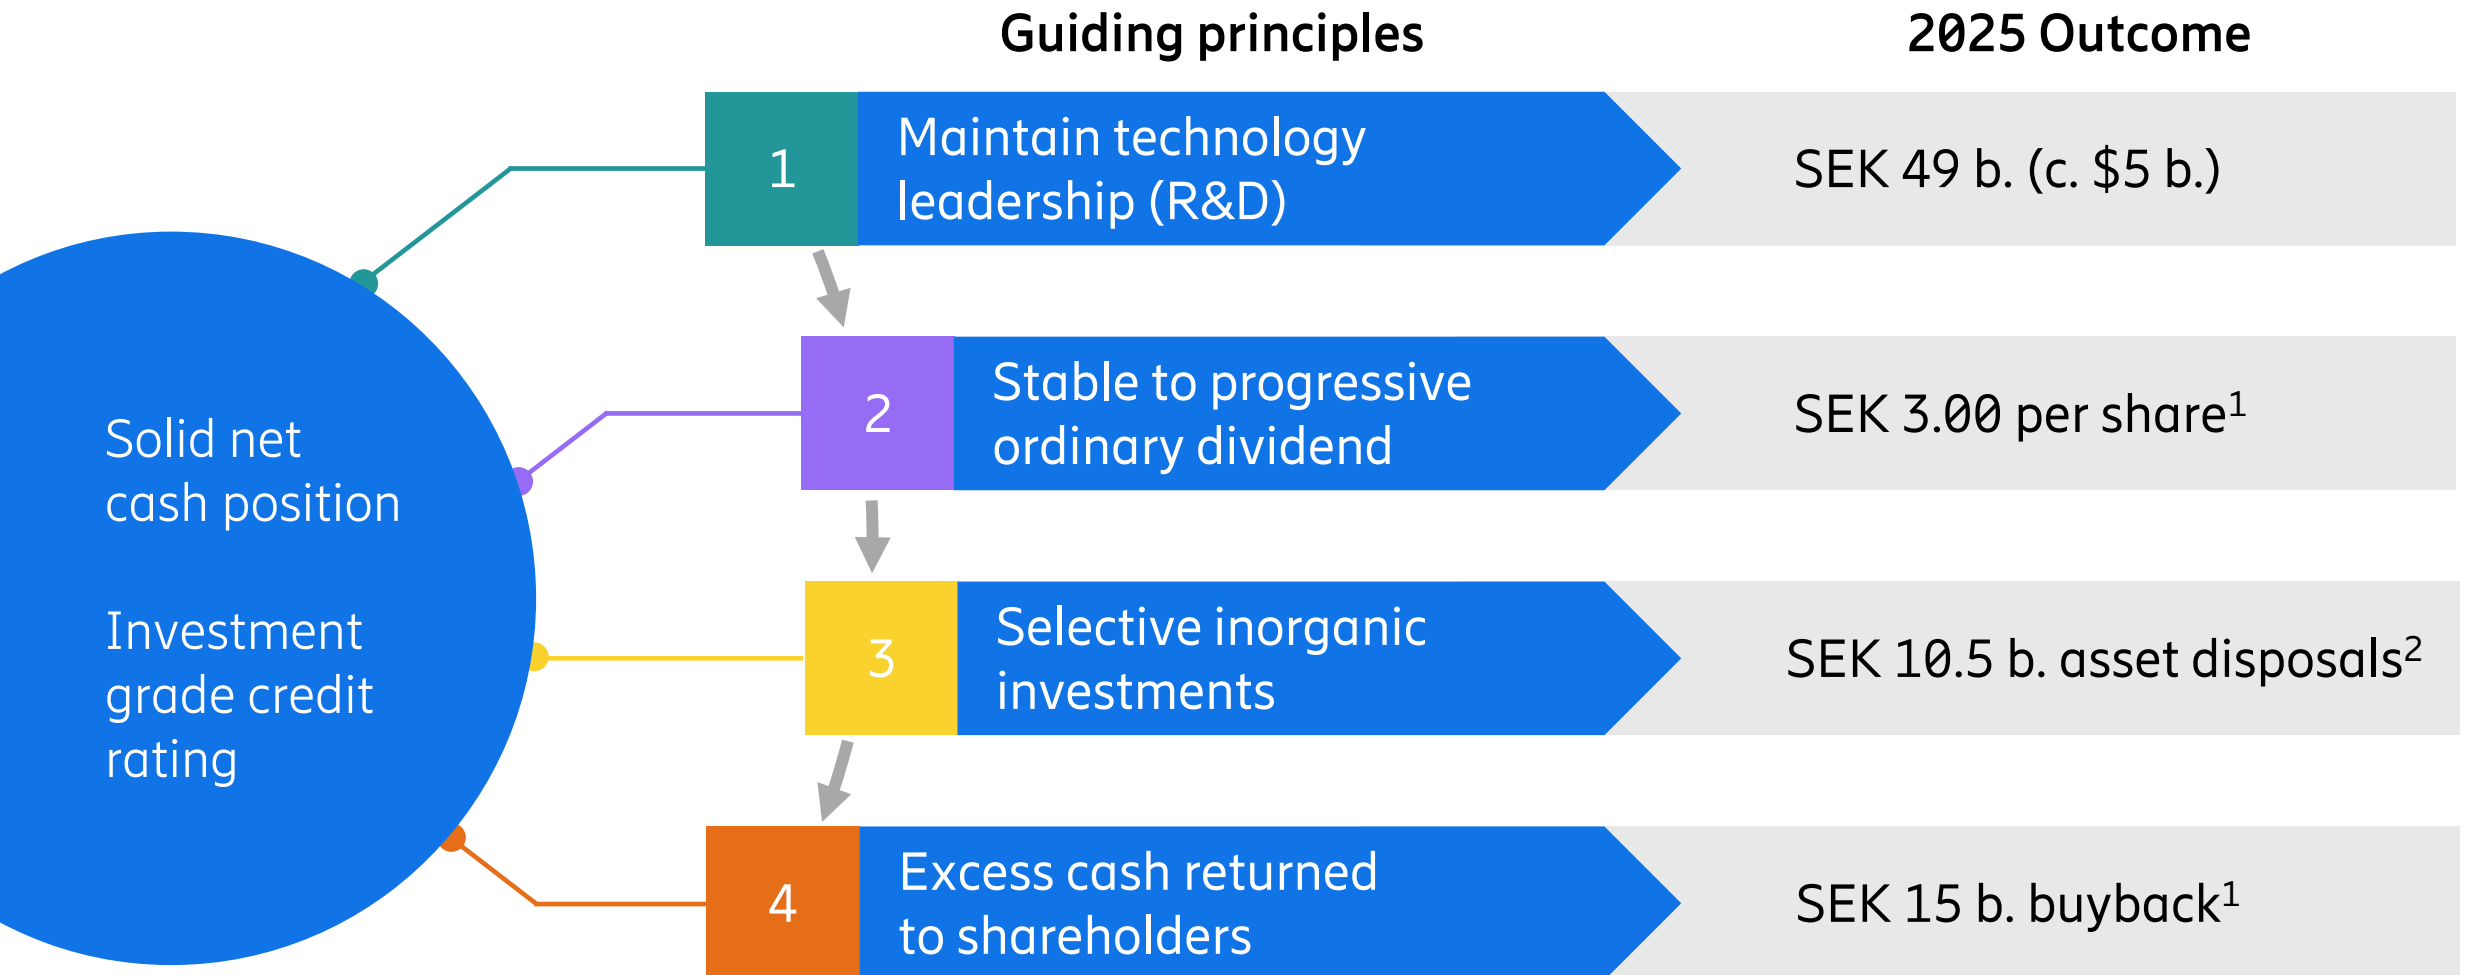 Guiding principles
2025 Outcome
1
Maintain technology
leadership (R&D)
SEK 49 b. (c. $5 b.)
2
Stable to progressive
ordinary dividend
SEK 3.00 per share¹
Solid net
cash position
Investment
grade credit
rating
3
Selective inorganic
investments
SEK 10.5 b. asset disposals²
4
Excess cash returned
to shareholders
SEK 15 b. buyback¹